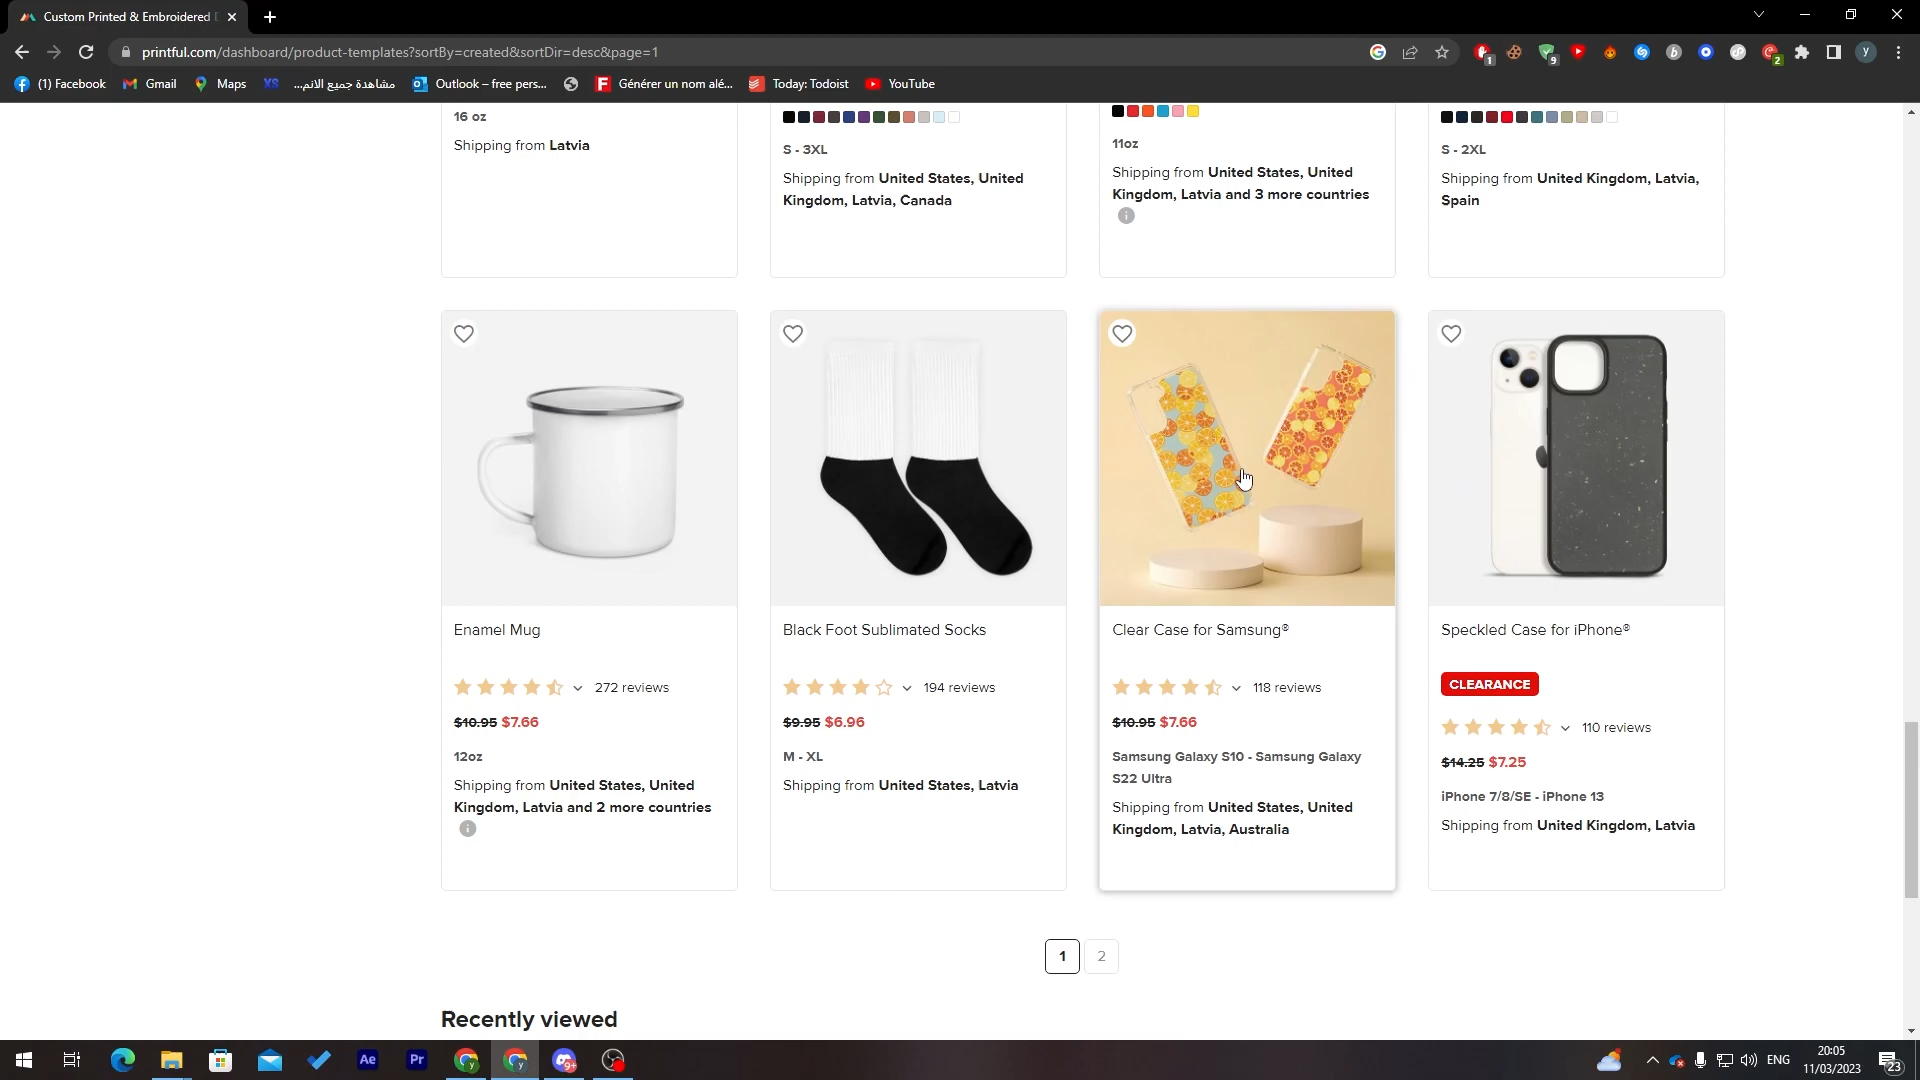 Custom Printed & Embroidered D
printful.com/dashboard/product-templates?sortBy=created&sortDir=desc&page=1
1
9
2
y
(1) Facebook
Gmail
Maps
XS
مشاهدة جميع الانم...
Outlook – free pers...
Générer un nom alé...
Today: Todoist
YouTube
16 oz
Shipping from Latvia
S - 3XL
Shipping from United States, United
Kingdom, Latvia, Canada
11oz
Shipping from United States, United
Kingdom, Latvia and 3 more countries
i
S - 2XL
Shipping from United Kingdom, Latvia,
Spain
Enamel Mug
272 reviews
$10.95 $7.66
12oz
Shipping from United States, United
Kingdom, Latvia and 2 more countries
i
Black Foot Sublimated Socks
194 reviews
$9.95 $6.96
M - XL
Shipping from United States, Latvia
Clear Case for Samsung®
118 reviews
$10.95 $7.66
Samsung Galaxy S10 - Samsung Galaxy
S22 Ultra
Shipping from United States, United
Kingdom, Latvia, Australia
Speckled Case for iPhone®
CLEARANCE
110 reviews
$14.25 $7.25
iPhone 7/8/SE - iPhone 13
Shipping from United Kingdom, Latvia
1
2
Recently viewed
Ae
Pr
9+
ENG
20:05
11/03/2023
23